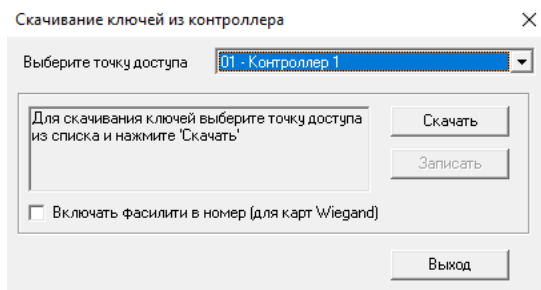 Скачивание ключей из контроллера
Выберите точку доступа
01 - Контроллер 1
Для скачивания ключей выберите точку доступа
из списка и нажмите 'Скачать'
Скачать
Записать
Включать фасилити в номер (для карт Wiegand)
Выход